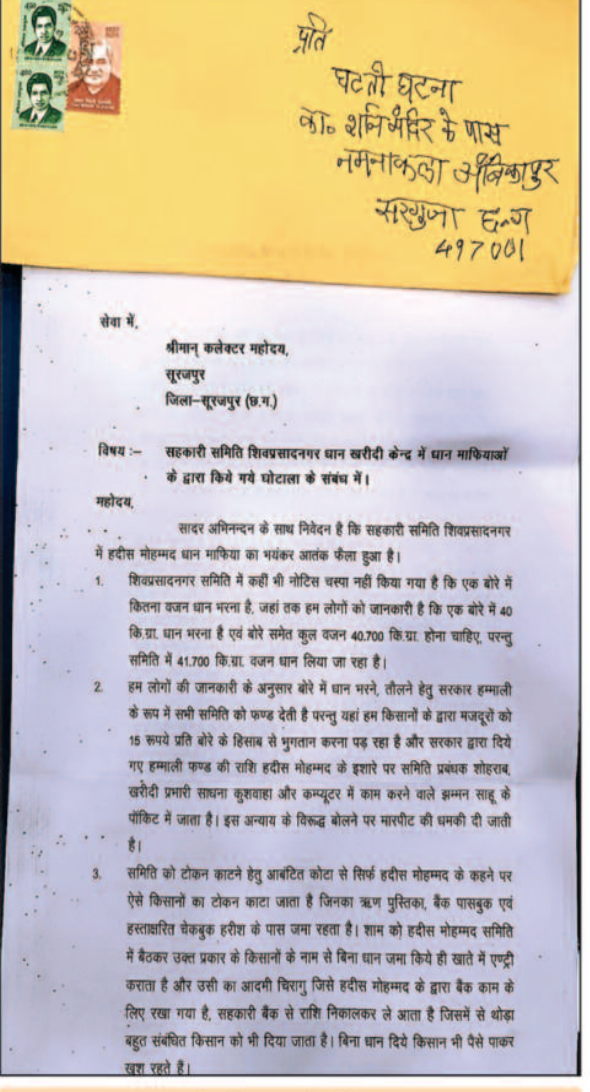 प्रति
घटती घटना
का० शनि मंदिर के पास
नमनाकला अंबिकापुर
सरगुजा छ०ग
497001
सेवा में,
श्रीमान् कलेक्टर महोदय,
सूरजपुर
जिला–सूरजपुर (छ.ग.)
विषय :– सहकारी समिति शिवप्रसादनगर धान खरीदी केन्द्र में धान माफियाओं
के द्वारा किये गये घोटाला के संबंध में।
महोदय,
सादर अभिनन्दन के साथ निवेदन है कि सहकारी समिति शिवप्रसादनगर
में हदीस मोहम्मद धान माफिया का भयंकर आतंक फैला हुआ है।
1. शिवप्रसादनगर समिति में कहीं भी नोटिस चस्पा नहीं किया गया है कि एक बोरे में
कितना वजन धान भरना है, जहां तक हम लोगों को जानकारी है कि एक बोरे में 40
कि.ग्रा. धान भरना है एवं बोरे समेत कुल वजन 40.700 कि.ग्रा. होना चाहिए, परन्तु
समिति में 41.700 कि.ग्रा. वजन धान लिया जा रहा है।
2. हम लोगों की जानकारी के अनुसार बोरे में धान भरने, तौलने हेतु सरकार हम्माली
के रूप में सभी समिति को फण्ड देती है परन्तु यहां हम किसानों के द्वारा मजदूरों को
15 रूपये प्रति बोरे के हिसाब से भुगतान करना पड़ रहा है और सरकार द्वारा दिये
गए हम्माली फण्ड की राशि हदीस मोहम्मद के इशारे पर समिति प्रबंधक शोहराब,
खरीदी प्रभारी साधना कुशवाहा और कम्प्यूटर में काम करने वाले झम्मन साहू के
पॉकिट में जाता है। इस अन्याय के विरूद्ध बोलने पर मारपीट की धमकी दी जाती
है।
3. समिति को टोकन काटने हेतु आबंटित कोटा से सिर्फ हदीस मोहम्मद के कहने पर
ऐसे किसानों का टोकन काटा जाता है जिनका ऋण पुस्तिका, बैंक पासबुक एवं
हस्ताक्षरित चेकबुक हरीश के पास जमा रहता है। शाम को हदीस मोहम्मद समिति
में बैठकर उक्त प्रकार के किसानों के नाम से बिना धान जमा किये ही खाते में एण्ट्री
कराता है और उसी का आदमी चिरागु जिसे हदीस मोहम्मद के द्वारा बैंक काम के
लिए रखा गया है, सहकारी बैंक से राशि निकालकर ले आता है जिसमें से थोड़ा
बहुत संबंधित किसान को भी दिया जाता है। बिना धान दिये किसान भी पैसे पाकर
खुश रहते हैं।